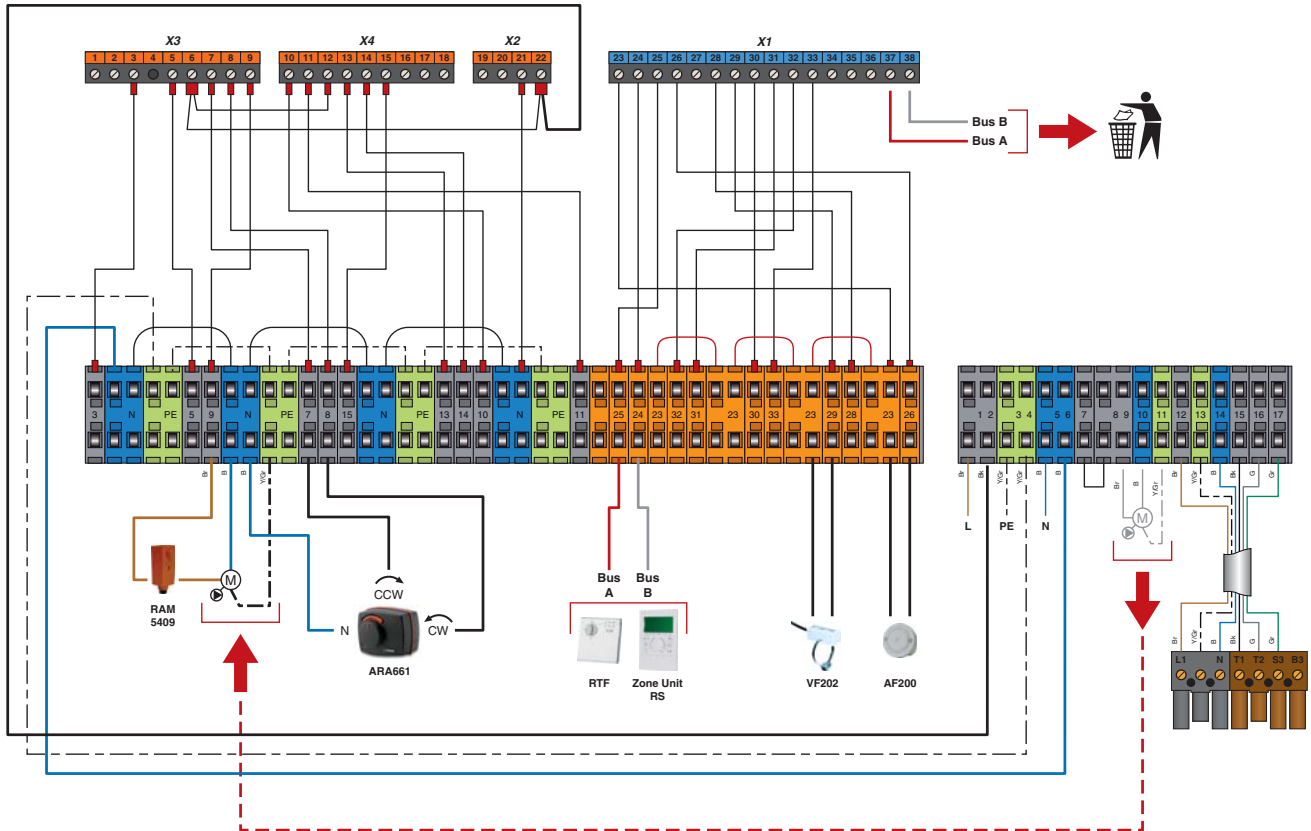 X3 X4 X2 X1
1 2 3 4 5 6 7 8 9 10 11 12 13 14 15 16 17 18 19 20 21 22 23 24 25 26 27 28 29 30 31 32 33 34 35 36 37 38
Bus B
Bus A
3 N PE 5 9 N PE 7 8 15 N PE 13 14 10 N PE 11 25 24 23 32 31 23 30 33 23 29 28 23 26 1 2 3 4 5 6 7 8 9 10 11 12 13 14 15 16 17
Br B B Y/Gr Br Bk Y/Gr Y/Gr B B Br B Y/Gr Br Y/Gr B Bk G Gr
L PE N
M
M
RAM
5409
CCW
N CW
ARA661
Bus
A
Bus
B
RTF
Zone Unit
RS
VF202
AF200
Br Y/Gr B Bk G Gr
L1 N T1 T2 S3 B3